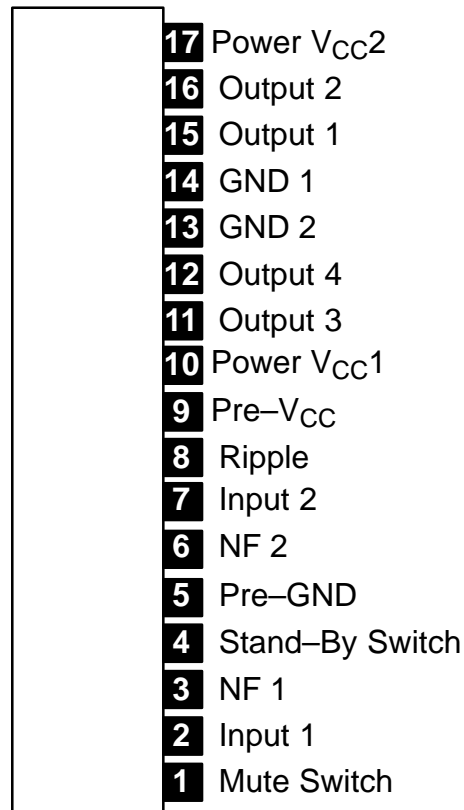 17 Power VCC2
16 Output 2
15 Output 1
14 GND 1
13 GND 2
12 Output 4
11 Output 3
10 Power VCC1
9 Pre–VCC
8 Ripple
7 Input 2
6 NF 2
5 Pre–GND
4 Stand–By Switch
3 NF 1
2 Input 1
1 Mute Switch